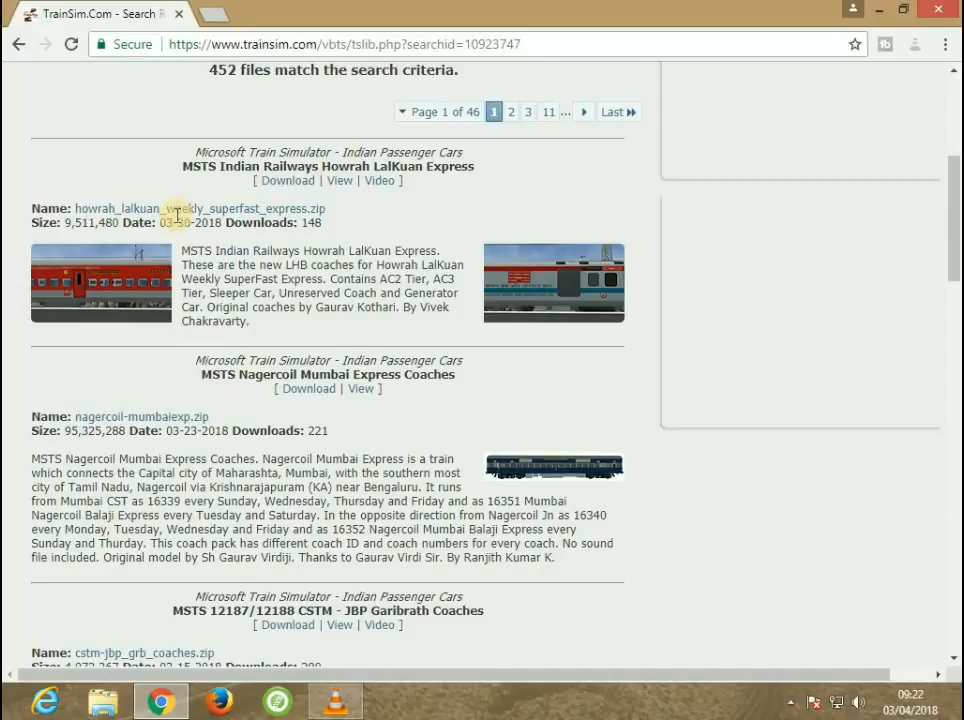 TrainSim.Com - Search R
Secure https://www.trainsim.com/vbts/tslib.php?searchid=10923747
452 files match the search criteria.
Page 1 of 46 1 2 3 11 ... Last
Microsoft Train Simulator - Indian Passenger Cars
MSTS Indian Railways Howrah LalKuan Express
[ Download | View | Video ]
Name: howrah_lalkuan_weekly_superfast_express.zip
Size: 9,511,480 Date: 03-30-2018 Downloads: 148
MSTS Indian Railways Howrah LalKuan Express.
These are the new LHB coaches for Howrah LalKuan
Weekly SuperFast Express. Contains AC2 Tier, AC3
Tier, Sleeper Car, Unreserved Coach and Generator
Car. Original coaches by Gaurav Kothari. By Vivek
Chakravarty.
Microsoft Train Simulator - Indian Passenger Cars
MSTS Nagercoil Mumbai Express Coaches
[ Download | View ]
Name: nagercoil-mumbaiexp.zip
Size: 95,325,288 Date: 03-23-2018 Downloads: 221
MSTS Nagercoil Mumbai Express Coaches. Nagercoil Mumbai Express is a train
which connects the Capital city of Maharashta, Mumbai, with the southern most
city of Tamil Nadu, Nagercoil via Krishnarajapuram (KA) near Bengaluru. It runs
from Mumbai CST as 16339 every Sunday, Wednesday, Thursday and Friday and as 16351 Mumbai
Nagercoil Balaji Express every Tuesday and Saturday. In the opposite direction from Nagercoil Jn as 16340
every Monday, Tuesday, Wednesday and Friday and as 16352 Nagercoil Mumbai Balaji Express every
Sunday and Thurday. This coach pack has different coach ID and coach numbers for every coach. No sound
file included. Original model by Sh Gaurav Virdiji. Thanks to Gaurav Virdi Sir. By Ranjith Kumar K.
Microsoft Train Simulator - Indian Passenger Cars
MSTS 12187/12188 CSTM - JBP Garibrath Coaches
[ Download | View | Video ]
Name: cstm-jbp_grb_coaches.zip
09:22
03/04/2018